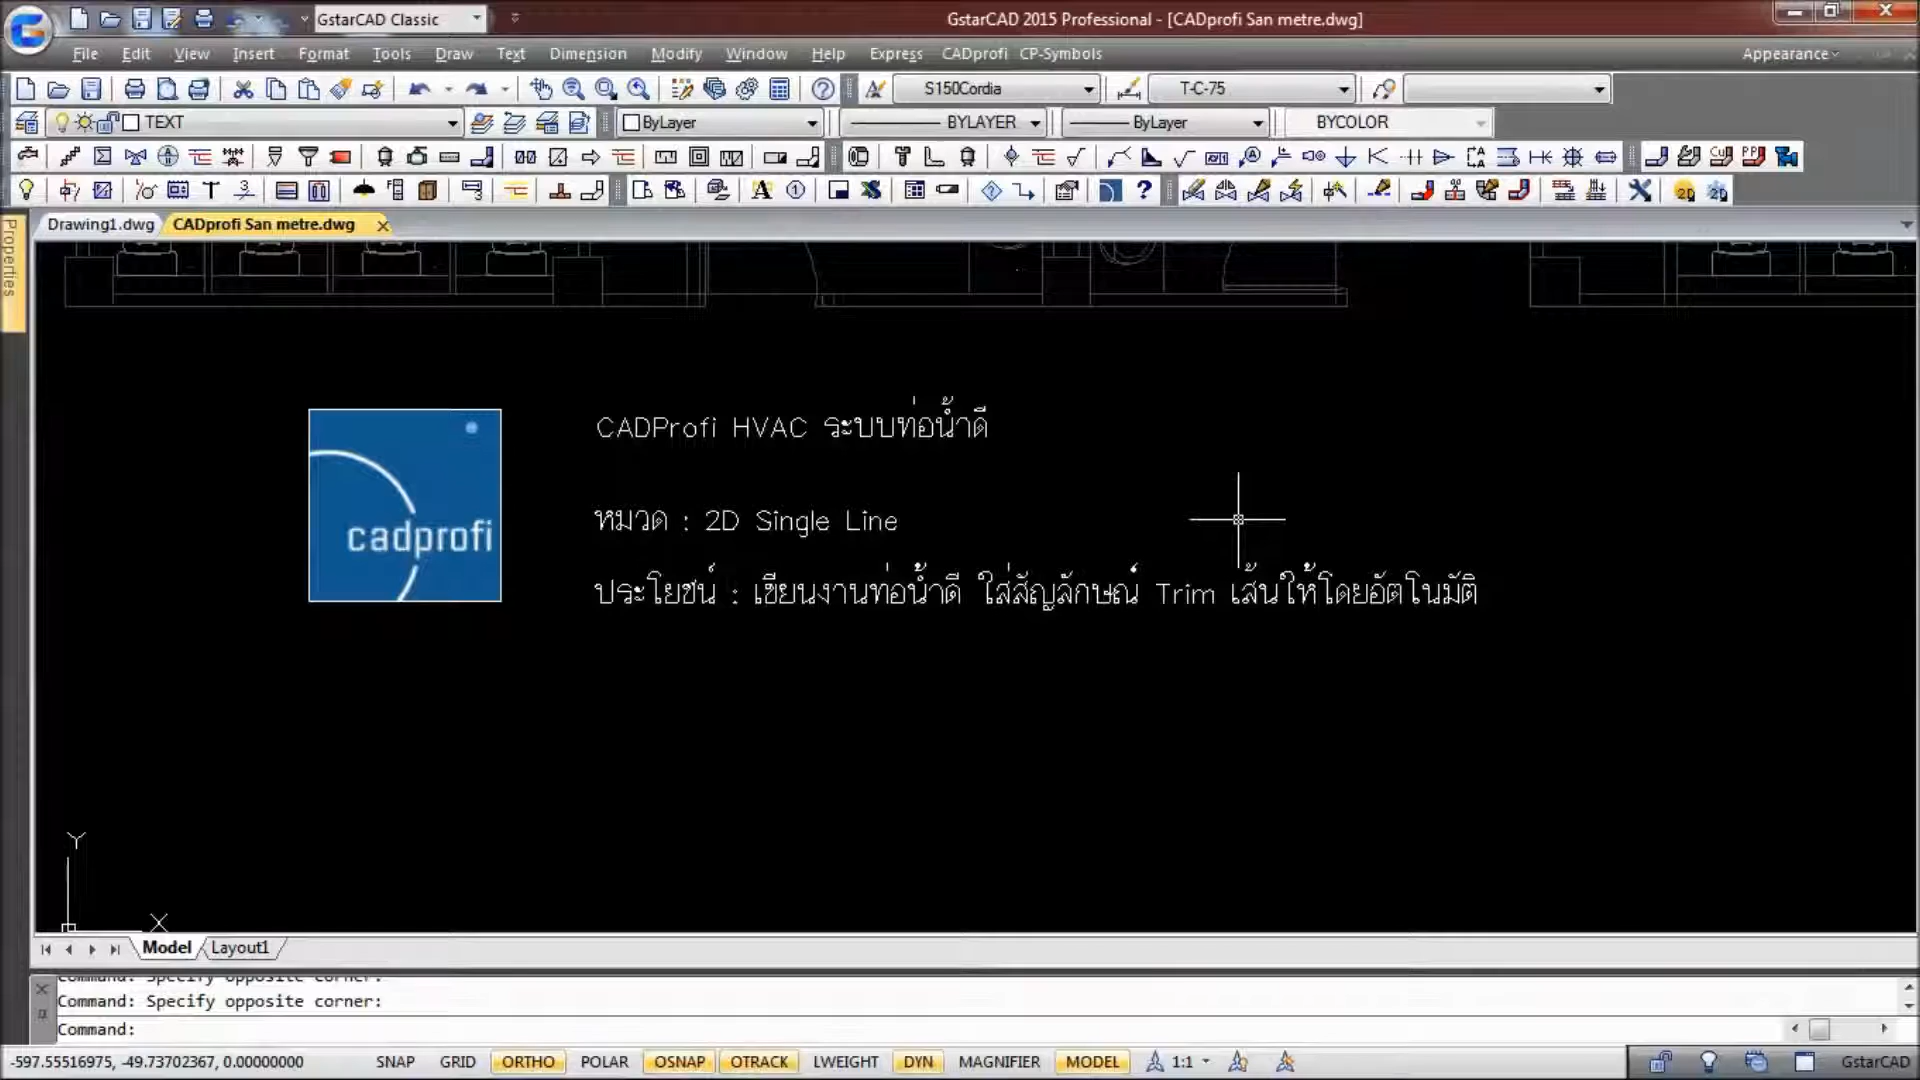 GstarCAD Classic
GstarCAD 2015 Professional - [CADprofi San metre.dwg]
File Edit View Insert Format Tools Draw Text Dimension Modify Window Help Express CADprofi CP-Symbols Appearance
S150Cordia T-C-75
TEXT ByLayer BYLAYER ByLayer BYCOLOR
Drawing1.dwg CADprofi San metre.dwg
Properties
CADProfi HVAC ระบบท่อน้ำดี
cadprofi
หมวด : 2D Single Line
ประโยชน์ : เขียนงานท่อน้ำดี ใส่สัญลักษณ์ Trim เส้นให้โดยอัตโนมัติ
Y
X
Model Layout1
Command: Specify opposite corner:
Command: Specify opposite corner:
Command:
-597.55516975, -49.73702367, 0.00000000 SNAP GRID ORTHO POLAR OSNAP OTRACK LWEIGHT DYN MAGNIFIER MODEL 1:1 GstarCAD